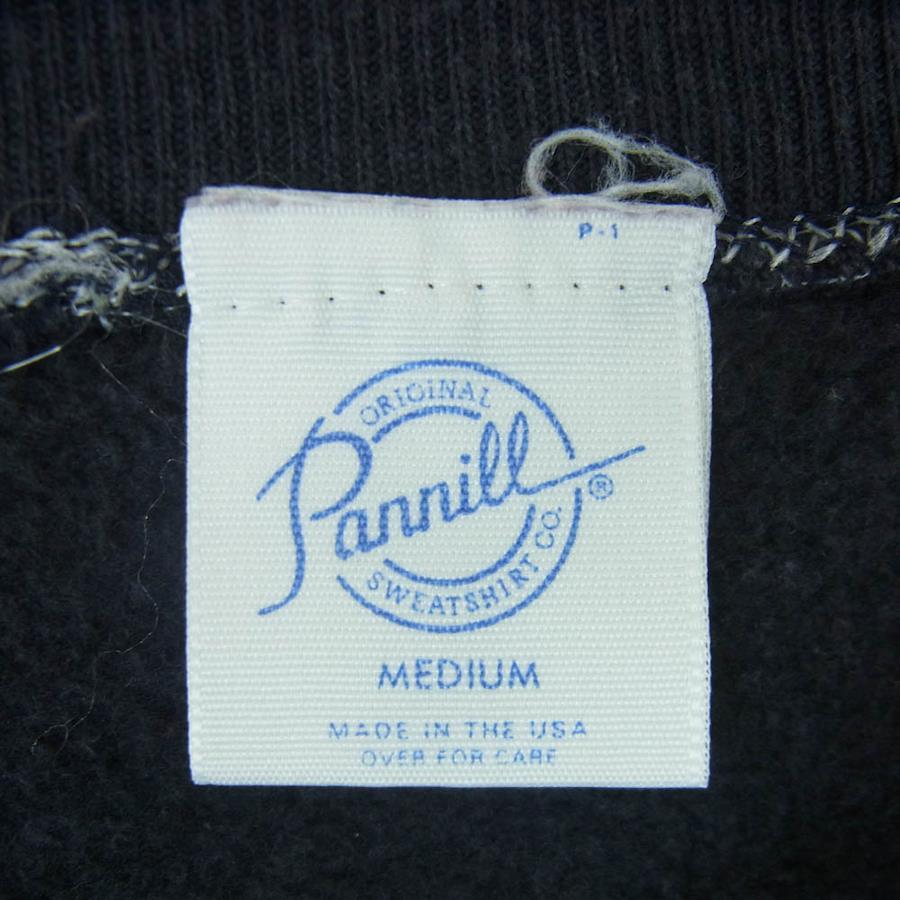 P-1
ORIGINAL
Pannill ®
SWEATSHIRT CO.
MEDIUM
MADE IN THE USA
OVER FOR CARE